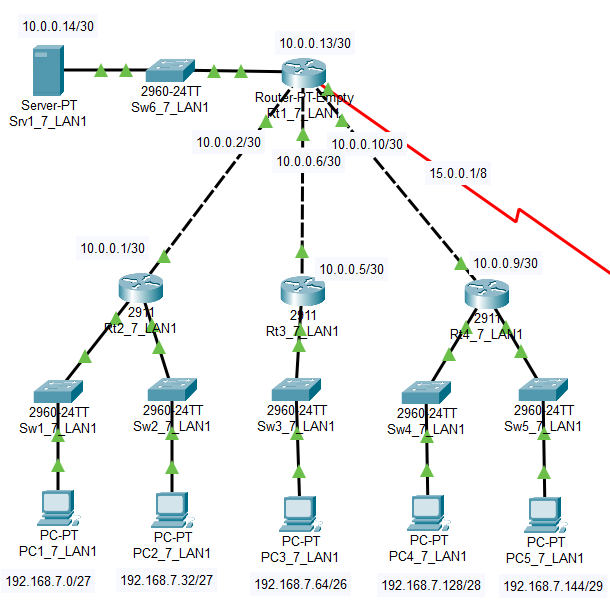 10.0.0.14/30
10.0.0.13/30
Server-PT
Srv1_7_LAN1
2960-24TT
Sw6_7_LAN1
Router-PT-Empty
Rt1_7_LAN1
10.0.0.2/30
10.0.0.6/30
10.0.0.10/30
15.0.0.1/8
10.0.0.1/30
10.0.0.5/30
10.0.0.9/30
2911
Rt2_7_LAN1
2911
Rt3_7_LAN1
2911
Rt4_7_LAN1
2960-24TT
Sw1_7_LAN1
2960-24TT
Sw2_7_LAN1
2960-24TT
Sw3_7_LAN1
2960-24TT
Sw4_7_LAN1
2960-24TT
Sw5_7_LAN1
PC-PT
PC1_7_LAN1
PC-PT
PC2_7_LAN1
PC-PT
PC3_7_LAN1
PC-PT
PC4_7_LAN1
PC-PT
PC5_7_LAN1
192.168.7.0/27
192.168.7.32/27
192.168.7.64/26
192.168.7.128/28
192.168.7.144/29